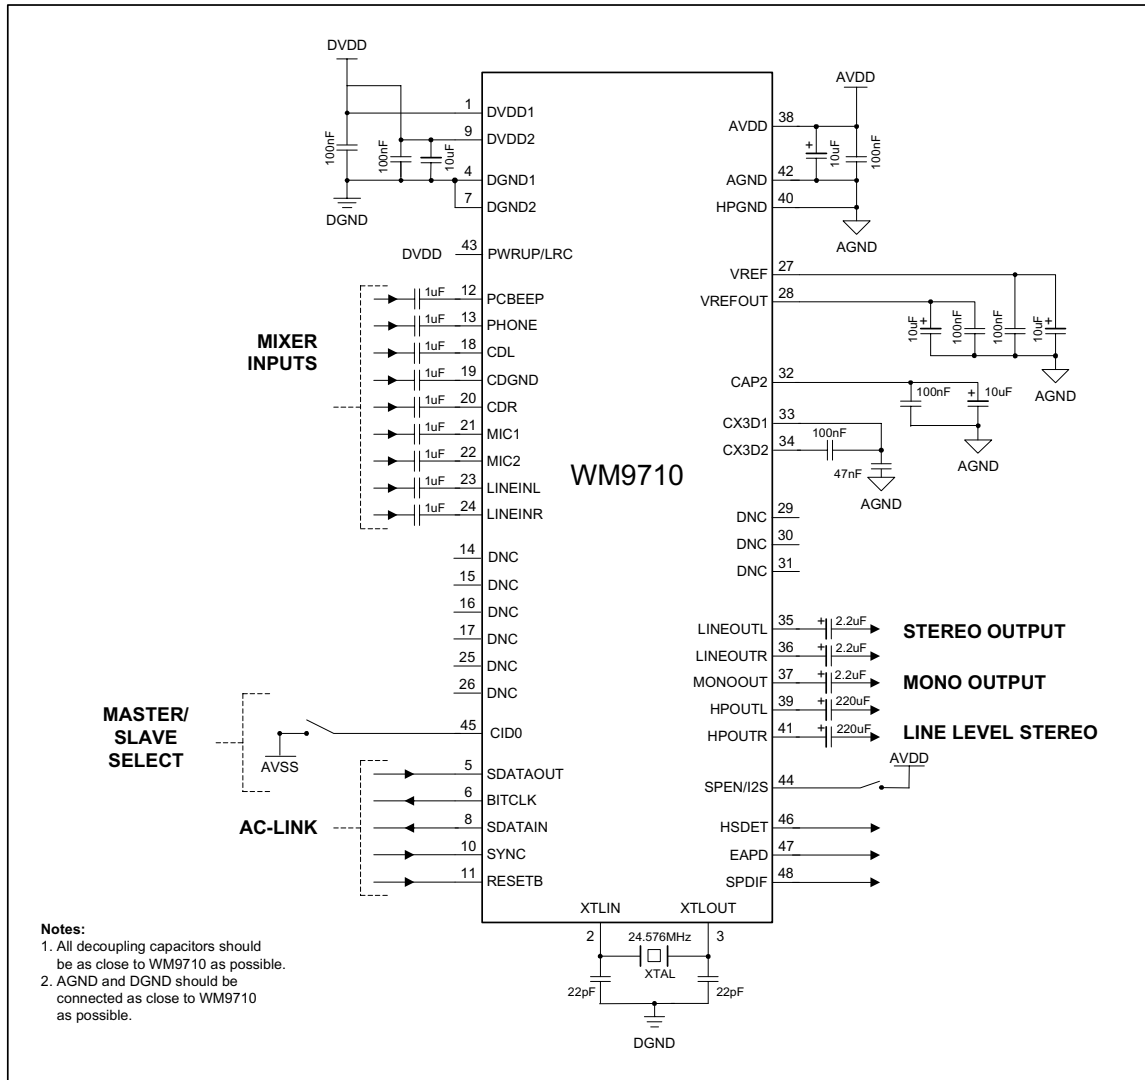 DVDD
1 DVDD1
9 DVDD2
100nF
100nF
10uF
4 DGND1
7 DGND2
DGND
DVDD 43 PWRUP/LRC
MIXER
INPUTS
1uF 12 PCBEEP
1uF 13 PHONE
1uF 18 CDL
1uF 19 CDGND
1uF 20 CDR
1uF 21 MIC1
1uF 22 MIC2
1uF 23 LINEINL
1uF 24 LINEINR
14 DNC
15 DNC
16 DNC
17 DNC
25 DNC
26 DNC
MASTER/
SLAVE
SELECT
AVSS
45 CID0
AC-LINK
5 SDATAOUT
6 BITCLK
8 SDATAIN
10 SYNC
11 RESETB
WM9710
AVDD
AVDD 38
+
10uF
100nF
AGND 42
HPGND 40
AGND
VREF 27
VREFOUT 28
10uF +
100nF
100nF
10uF +
AGND
CAP2 32
100nF
+ 10uF
AGND
CX3D1 33
CX3D2 34
100nF
47nF
AGND
DNC 29
DNC 30
DNC 31
LINEOUTL 35 + 2.2uF STEREO OUTPUT
LINEOUTR 36 + 2.2uF
MONOOUT 37 + 2.2uF MONO OUTPUT
HPOUTL 39 + 220uF
HPOUTR 41 + 220uF LINE LEVEL STEREO
AVDD
SPEN/I2S 44
HSDET 46
EAPD 47
SPDIF 48
XTLIN XTLOUT
2 3
24.576MHz
XTAL
22pF 22pF
DGND
Notes:
1. All decoupling capacitors should
be as close to WM9710 as possible.
2. AGND and DGND should be
connected as close to WM9710
as possible.